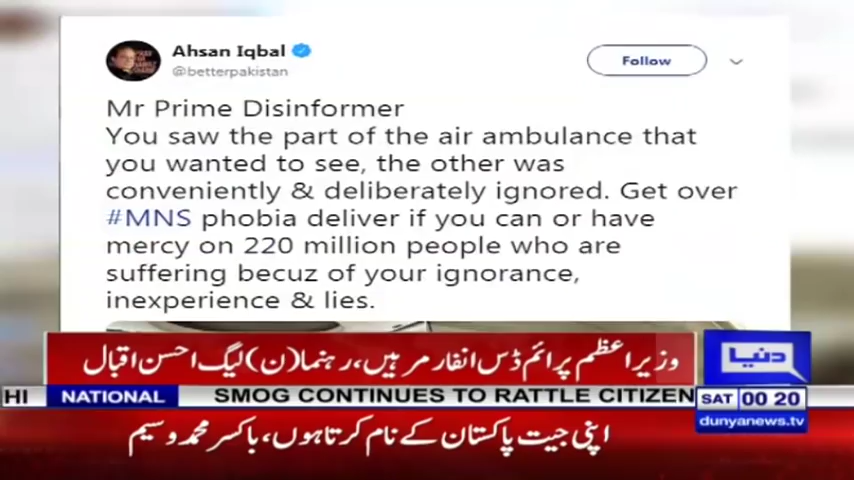 Ahsan Iqbal
@betterpakistan
Follow
Mr Prime Disinformer
You saw the part of the air ambulance that
you wanted to see, the other was
conveniently & deliberately ignored. Get over
#MNS phobia deliver if you can or have
mercy on 220 million people who are
suffering becuz of your ignorance,
inexperience & lies.
وزیراعظم پرائم ڈس انفارمر ہیں، رہنما (ن) لیگ احسن اقبال
دنیا
HI NATIONAL SMOG CONTINUES TO RATTLE CITIZEN
SAT 00 20
dunyanews.tv
اپنی جیت پاکستان کے نام کرتا ہوں، باکسر محمد وسیم